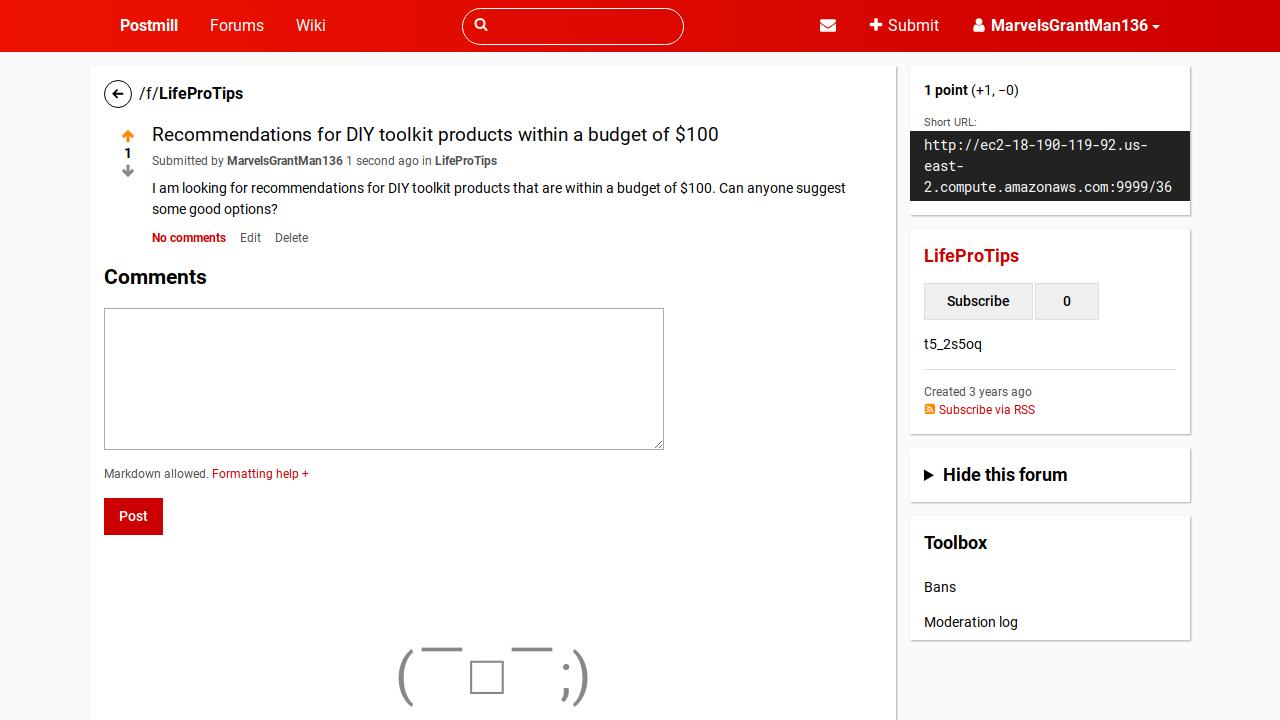 Postmill
Forums
Wiki
Submit
MarvelsGrantMan136
/f/LifeProTips
1
Recommendations for DIY toolkit products within a budget of $100
Submitted by MarvelsGrantMan136 1 second ago in LifeProTips
I am looking for recommendations for DIY toolkit products that are within a budget of $100. Can anyone suggest
some good options?
No comments Edit Delete
Comments
Markdown allowed. Formatting help +
Post
(￣□￣;)
1 point (+1, −0)
Short URL:
http://ec2-18-190-119-92.us-
east-
2.compute.amazonaws.com:9999/36
LifeProTips
Subscribe 0
t5_2s5oq
Created 3 years ago
Subscribe via RSS
Hide this forum
Toolbox
Bans
Moderation log